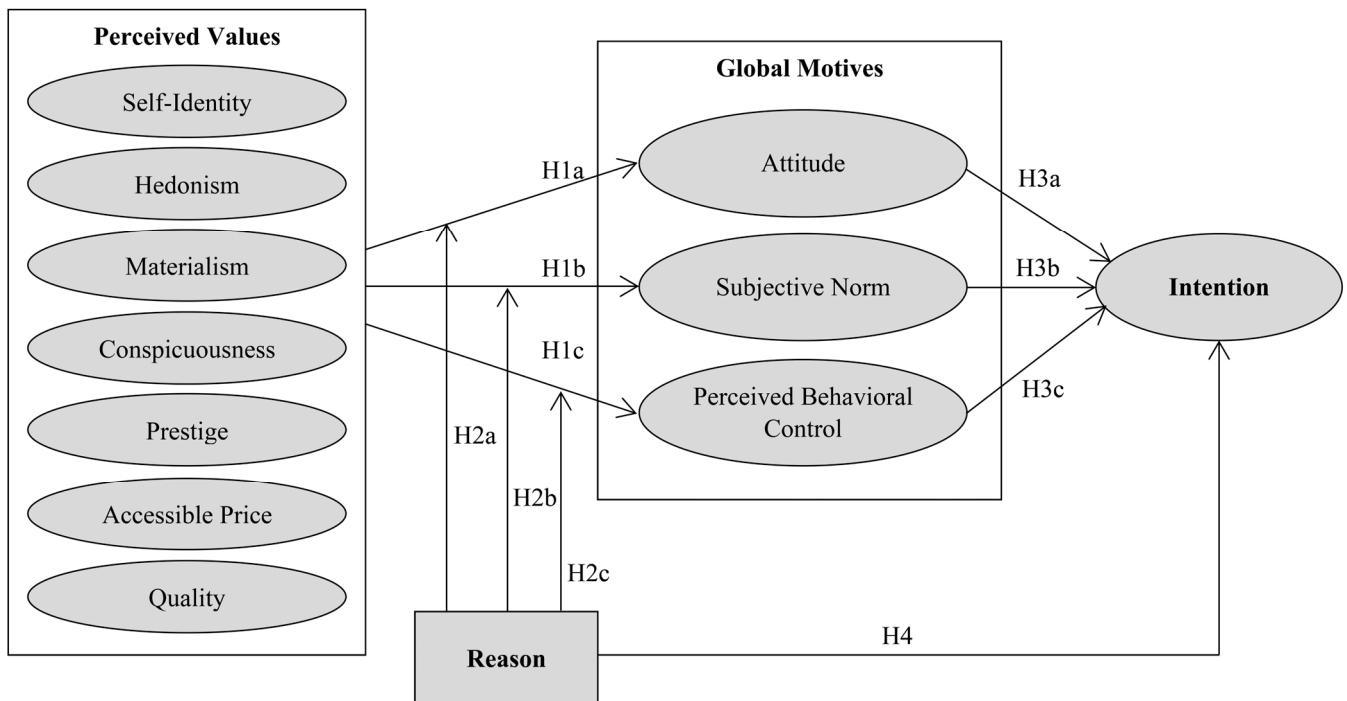 Perceived Values
Self-Identity
Hedonism
Materialism
Conspicuousness
Prestige
Accessible Price
Quality
H1a
H1b
H1c
H2a
H2b
H2c
Reason
Global Motives
Attitude
Subjective Norm
Perceived Behavioral
Control
H3a
H3b
H3c
H4
Intention